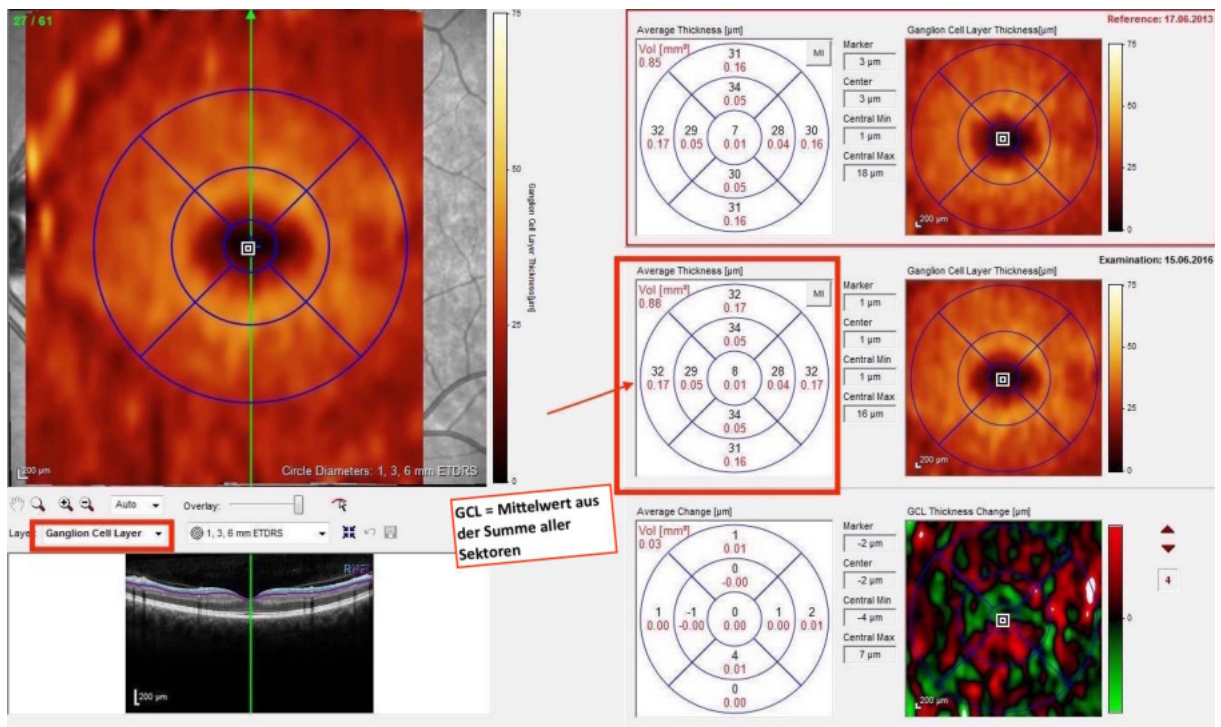 27 / 61
75
50
25
0
Ganglion Cell Layer Thickness[µm]
200 µm
Circle Diameters: 1, 3, 6 mm ETDRS
Auto
Overlay:
Layer:
Ganglion Cell Layer
1, 3, 6 mm ETDRS
GCL = Mittelwert aus
der Summe aller
Sektoren
200 µm
Reference: 17.06.2013
Average Thickness [µm]
Vol [mm³]
0.85
MI
31
0.16
34
0.05
32
0.17
29
0.05
7
0.01
28
0.04
30
0.16
30
0.05
31
0.16
Marker
3 µm
Center
3 µm
Central Min
1 µm
Central Max
18 µm
Ganglion Cell Layer Thickness[µm]
200 µm
75
50
25
0
Examination: 15.06.2016
Average Thickness [µm]
Vol [mm³]
0.88
MI
32
0.17
34
0.05
32
0.17
29
0.05
8
0.01
28
0.04
32
0.17
34
0.05
31
0.16
Marker
1 µm
Center
1 µm
Central Min
1 µm
Central Max
16 µm
Ganglion Cell Layer Thickness[µm]
200 µm
75
50
25
0
Average Change [µm]
Vol [mm³]
0.03
1
0.01
0
-0.00
1
0.00
-1
-0.00
0
0.00
1
0.00
2
0.01
4
0.01
0
0.00
Marker
-2 µm
Center
-2 µm
Central Min
-4 µm
Central Max
7 µm
GCL Thickness Change [µm]
200 µm
0
4